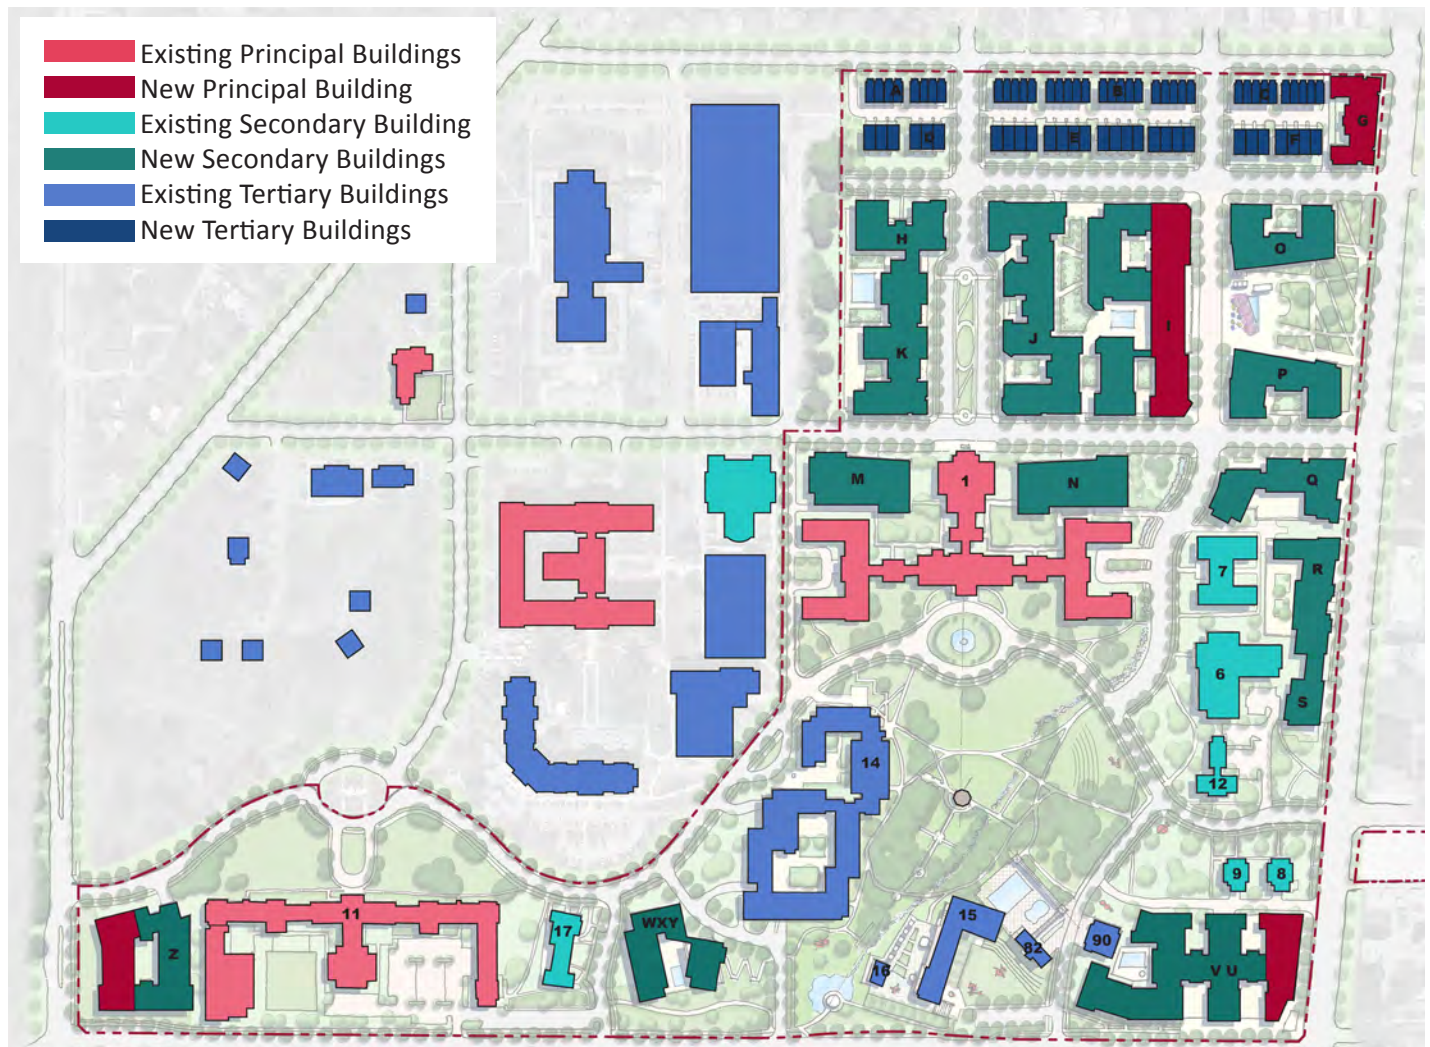 Existing Principal Buildings
New Principal Building
Existing Secondary Building
New Secondary Buildings
Existing Tertiary Buildings
New Tertiary Buildings
A
B
C
G
D
E
F
H
O
I
J
K
P
M
1
N
Q
7
R
6
S
14
12
9
8
11
17
WXY
15
Z
82
90
16
V U